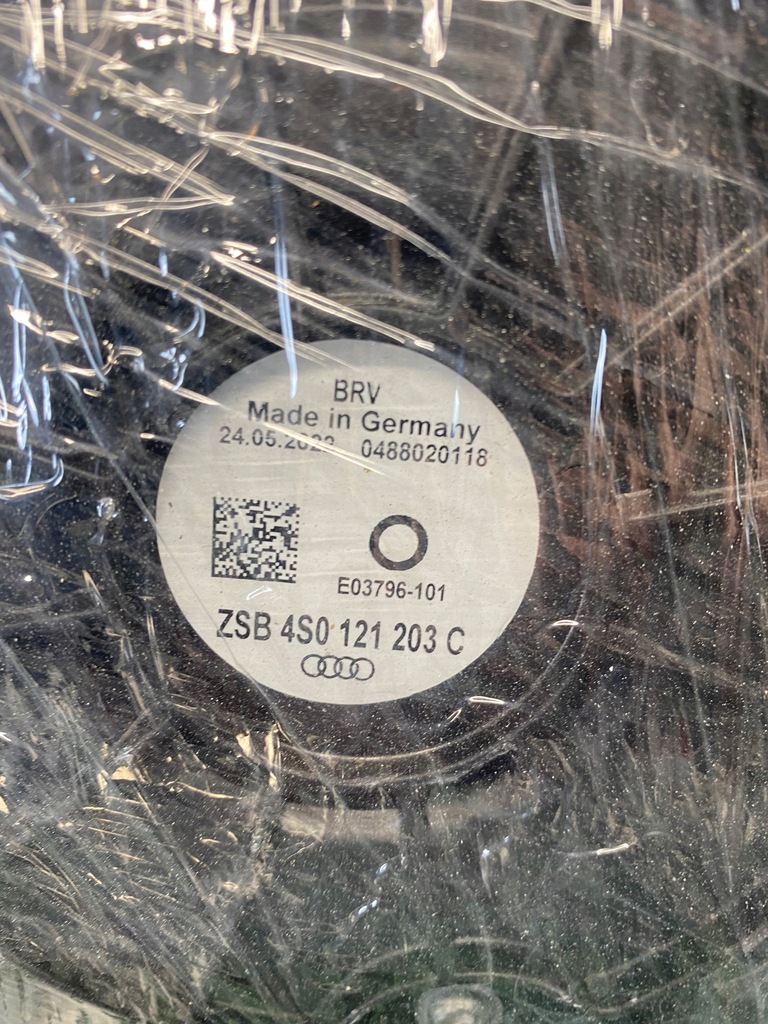 BRV
Made in Germany
0488020118
E03796-101
ZSB 4S0 121 203 C